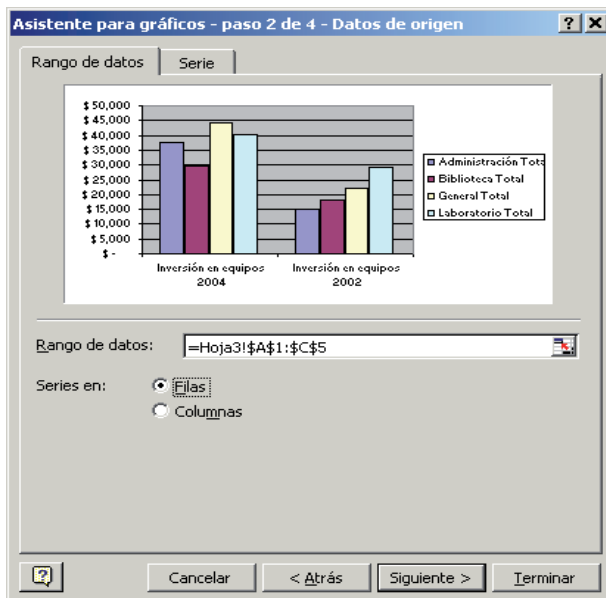 Asistente para gráficos - paso 2 de 4 - Datos de origen
Rango de datos
Serie
$ 50,000
$ 45,000
$ 40,000
$ 35,000
$ 30,000
$ 25,000
$ 20,000
$ 15,000
$ 10,000
$ 5,000
$ -
Inversión en equipos
2004
Inversión en equipos
2002
Administración Tota
Biblioteca Total
General Total
Laboratorio Total
Rango de datos:
=Hoja3!$A$1:$C$5
Series en:
Filas
Columnas
Cancelar
< Atrás
Siguiente >
Terminar